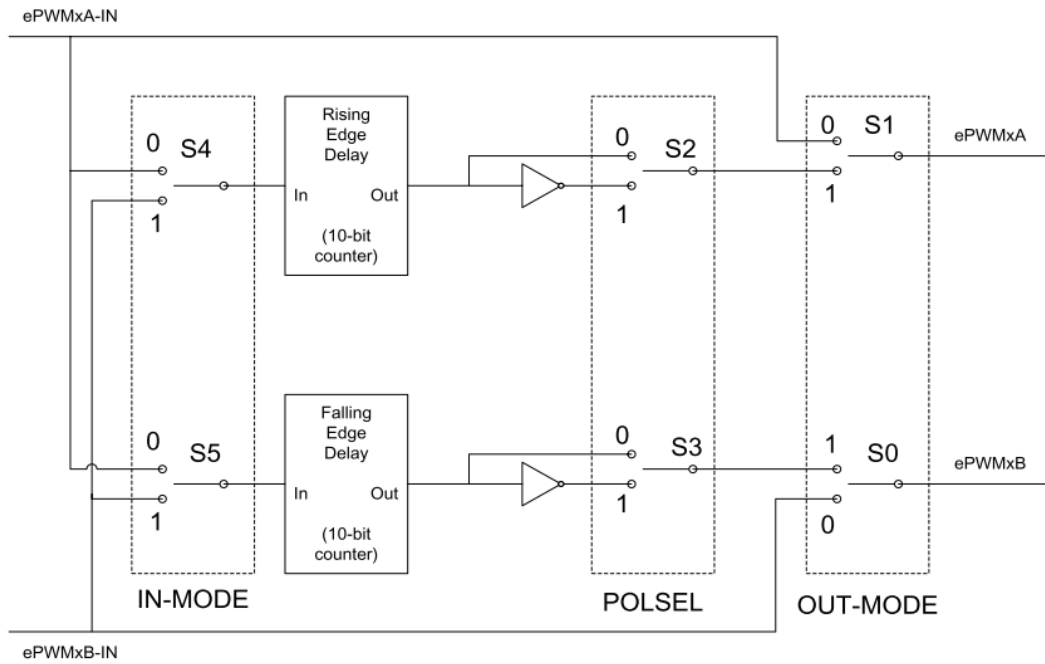 ePWMxA-IN
0
S4
1
Rising
Edge
Delay
In
Out
(10-bit
counter)
0
S2
1
0
S1
1
ePWMxA
0
S5
1
Falling
Edge
Delay
In
Out
(10-bit
counter)
0
S3
1
1
S0
0
ePWMxB
IN-MODE
POLSEL
OUT-MODE
ePWMxB-IN